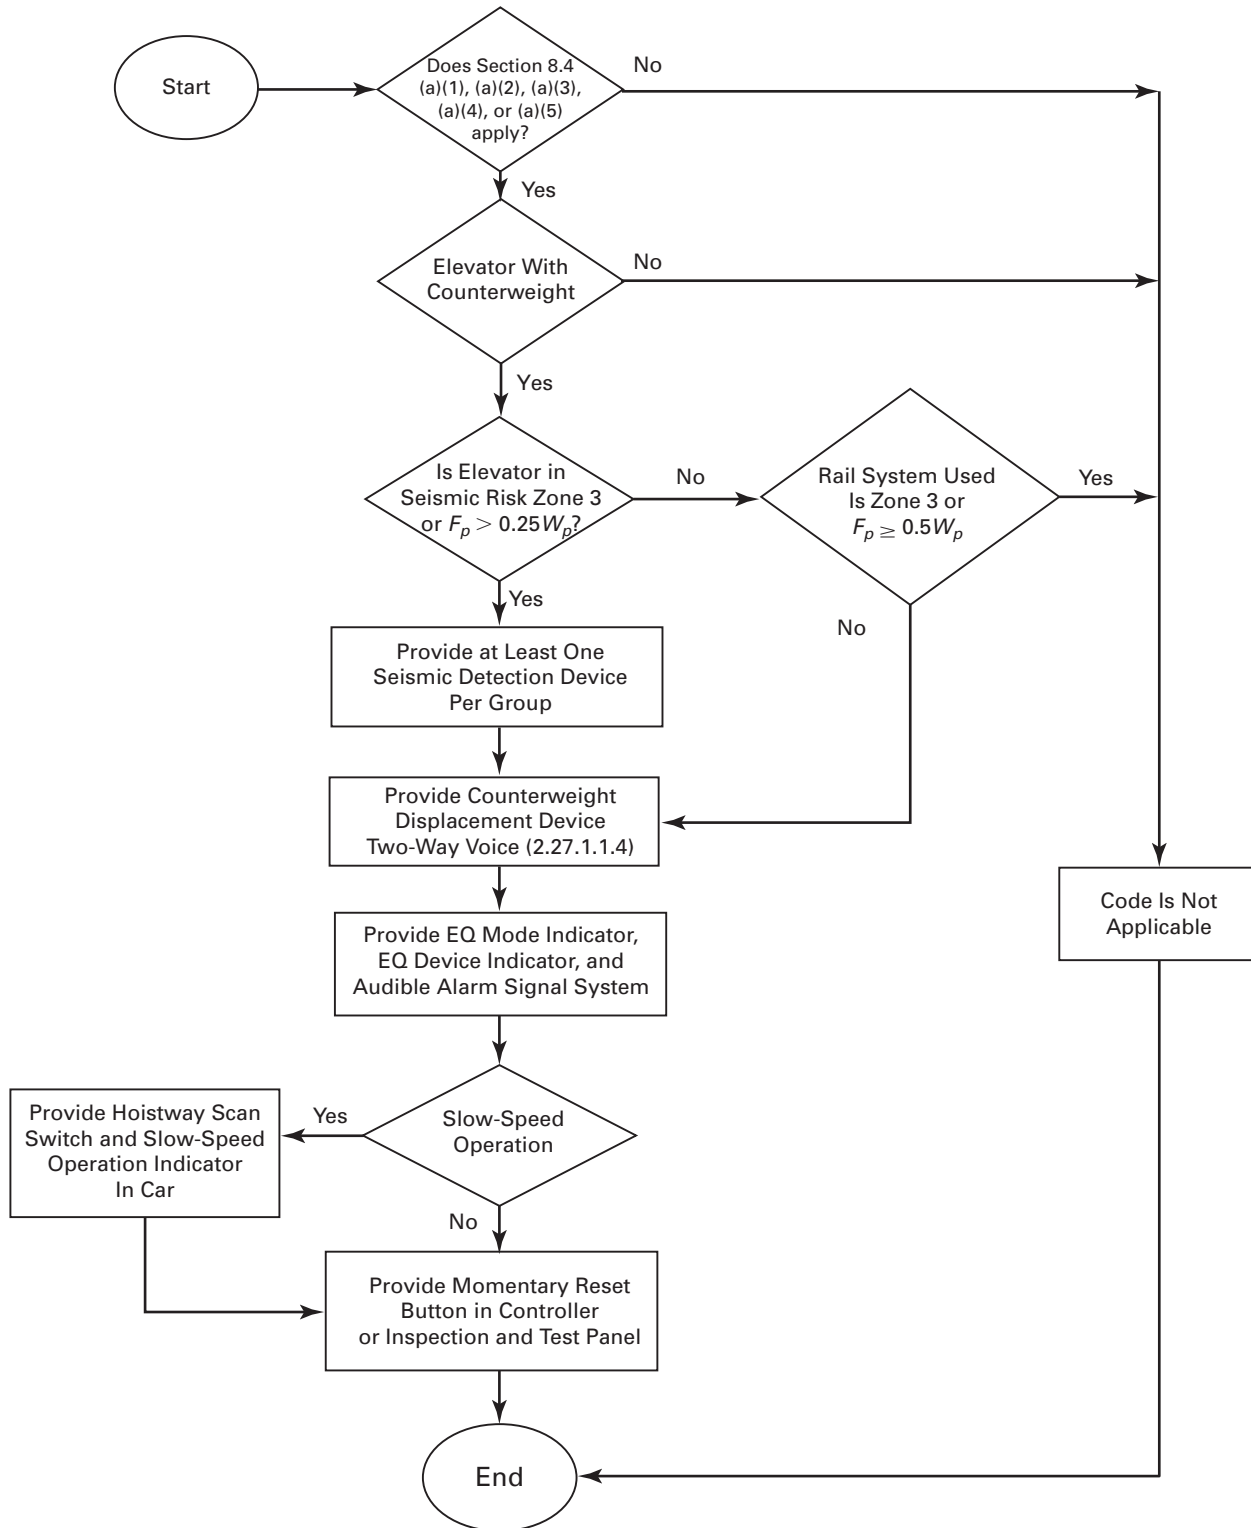 Start
Does Section 8.4
(a)(1), (a)(2), (a)(3),
(a)(4), or (a)(5)
apply?
No
Yes
Elevator With
Counterweight
No
Yes
Is Elevator in
Seismic Risk Zone 3
or Fp > 0.25Wp?
No
Rail System Used
Is Zone 3 or
Fp ≥ 0.5Wp
Yes
Yes
No
Provide at Least One
Seismic Detection Device
Per Group
Provide Counterweight
Displacement Device
Two-Way Voice (2.27.1.1.4)
Code Is Not
Applicable
Provide EQ Mode Indicator,
EQ Device Indicator, and
Audible Alarm Signal System
Slow-Speed
Operation
Yes
Provide Hoistway Scan
Switch and Slow-Speed
Operation Indicator
In Car
No
Provide Momentary Reset
Button in Controller
or Inspection and Test Panel
End